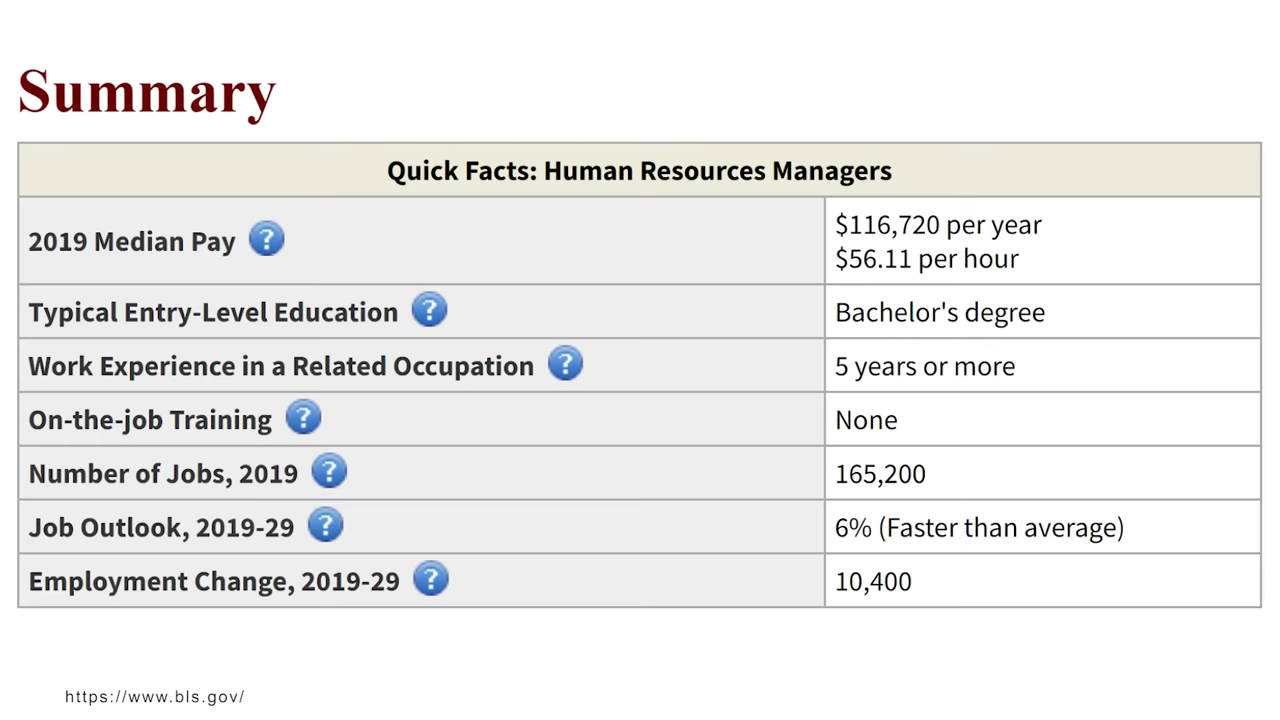 Summary
Quick Facts: Human Resources Managers
2019 Median Pay ?
$116,720 per year
$56.11 per hour
Typical Entry-Level Education ?
Bachelor's degree
Work Experience in a Related Occupation ?
5 years or more
On-the-job Training ?
None
Number of Jobs, 2019 ?
165,200
Job Outlook, 2019-29 ?
6% (Faster than average)
Employment Change, 2019-29 ?
10,400
https://www.bls.gov/